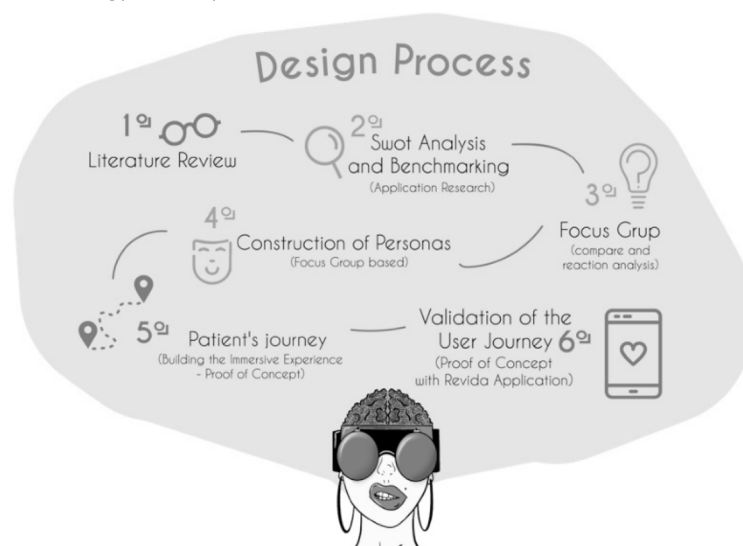 Design Process
1º
Literature Review
2º
Swot Analysis
and Benchmarking
(Application Research)
3º
Focus Grup
(compare and
reaction analysis)
4º
Construction of Personas
(Focus Group based)
5º
Patient's journey
(Building the Immersive Experience
- Proof of Concept)
Validation of the
User Journey 6º
(Proof of Concept
with Revida Application)